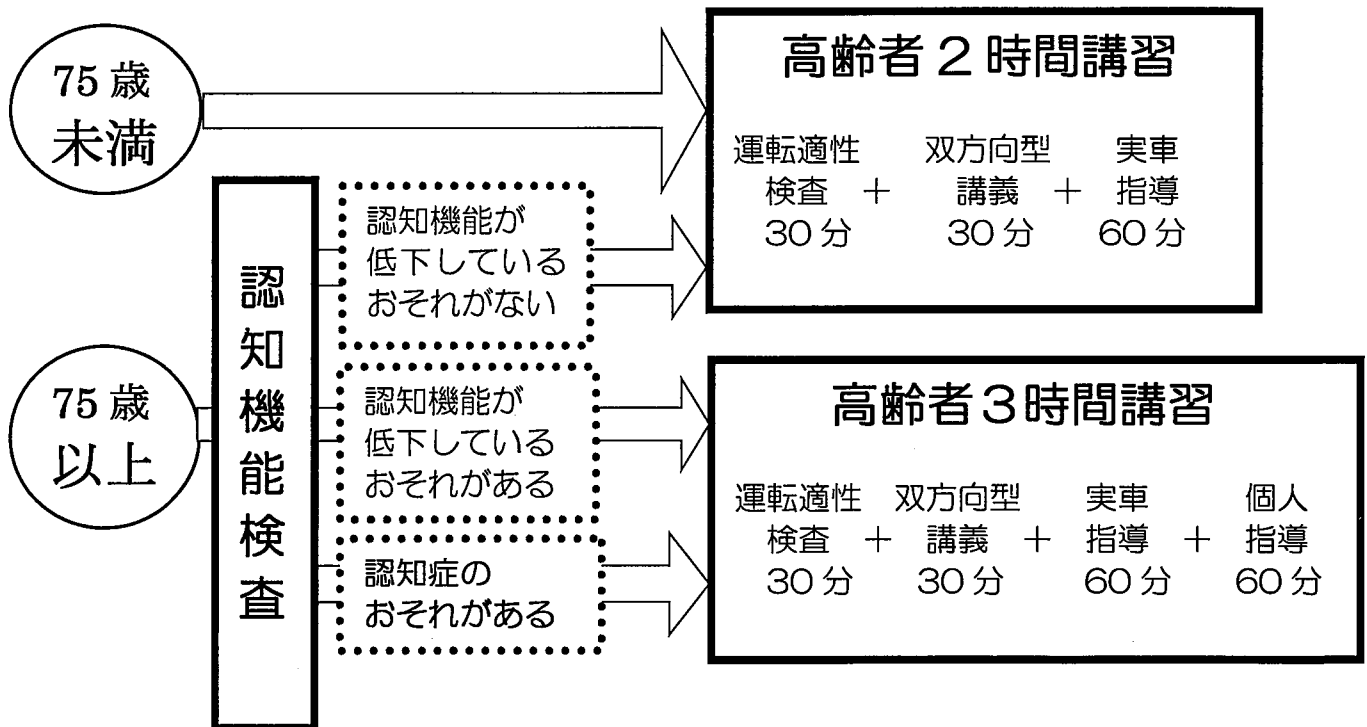 75歳
未満
75歳
以上
認知機能検査
認知機能が
低下している
おそれがない
認知機能が
低下している
おそれがある
認知症の
おそれがある
高齢者2時間講習
運転適性 双方向型 実車
検査 + 講義 + 指導
30分 30分 60分
高齢者3時間講習
運転適性 双方向型 実車 個人
検査 + 講義 + 指導 + 指導
30分 30分 60分 60分